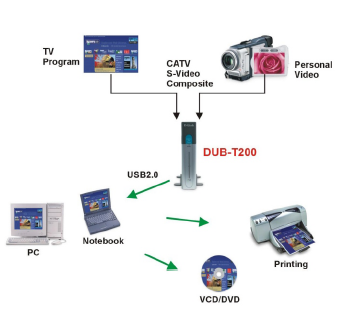 TV
Program
CATV
S-Video
Composite
Personal
Video
DUB-T200
USB2.0
PC
Notebook
Printing
VCD/DVD